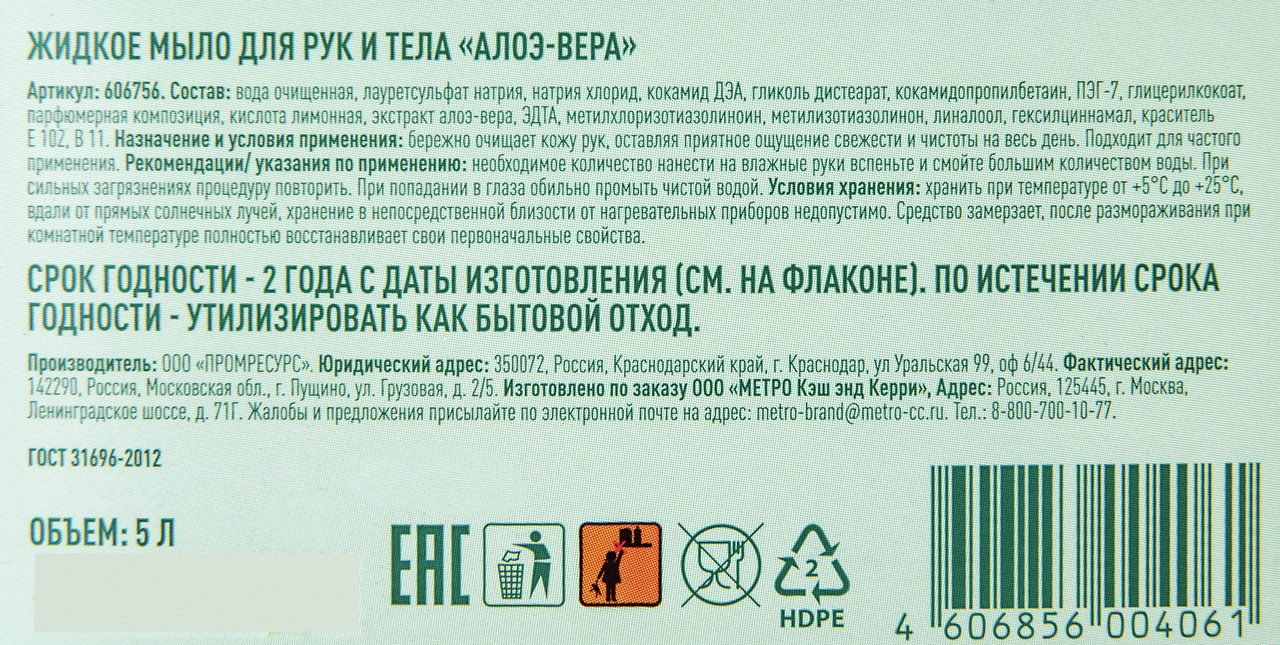 ЖИДКОЕ МЫЛО ДЛЯ РУК И ТЕЛА «АЛОЭ-ВЕРА»
Артикул: 606756. Состав: вода очищенная, лауретсульфат натрия, натрия хлорид, кокамид ДЭА, гликоль дистеарат, кокамидопропилбетаин, ПЭГ-7, глицерилкокоат,
парфюмерная композиция, кислота лимонная, экстракт алоэ-вера, ЭДТА, метилхлоризотиазолиноин, метилизотиазолинон, линалоол, гексилциннамал, краситель
Е 102, В 11. Назначение и условия применения: бережно очищает кожу рук, оставляя приятное ощущение свежести и чистоты на весь день. Подходит для частого
применения. Рекомендации/ указания по применению: необходимое количество нанести на влажные руки вспеньте и смойте большим количеством воды. При
сильных загрязнениях процедуру повторить. При попадании в глаза обильно промыть чистой водой. Условия хранения: хранить при температуре от +5°С до +25°С,
вдали от прямых солнечных лучей, хранение в непосредственной близости от нагревательных приборов недопустимо. Средство замерзает, после размораживания при
комнатной температуре полностью восстанавливает свои первоначальные свойства.
СРОК ГОДНОСТИ - 2 ГОДА С ДАТЫ ИЗГОТОВЛЕНИЯ (СМ. НА ФЛАКОНЕ). ПО ИСТЕЧЕНИИ СРОКА
ГОДНОСТИ - УТИЛИЗИРОВАТЬ КАК БЫТОВОЙ ОТХОД.
Производитель: ООО «ПРОМРЕСУРС». Юридический адрес: 350072, Россия, Краснодарский край, г. Краснодар, ул Уральская 99, оф 6/44. Фактический адрес:
142290, Россия, Московская обл., г. Пущино, ул. Грузовая, д. 2/5. Изготовлено по заказу ООО «МЕТРО Кэш энд Керри», Адрес: Россия, 125445, г. Москва,
Ленинградское шоссе, д. 71Г. Жалобы и предложения присылайте по электронной почте на адрес: metro-brand@metro-cc.ru. Тел.: 8-800-700-10-77.
ГОСТ 31696-2012
ОБЪЕМ: 5 Л
ЕАС
2
HDPE
4 606856 004061